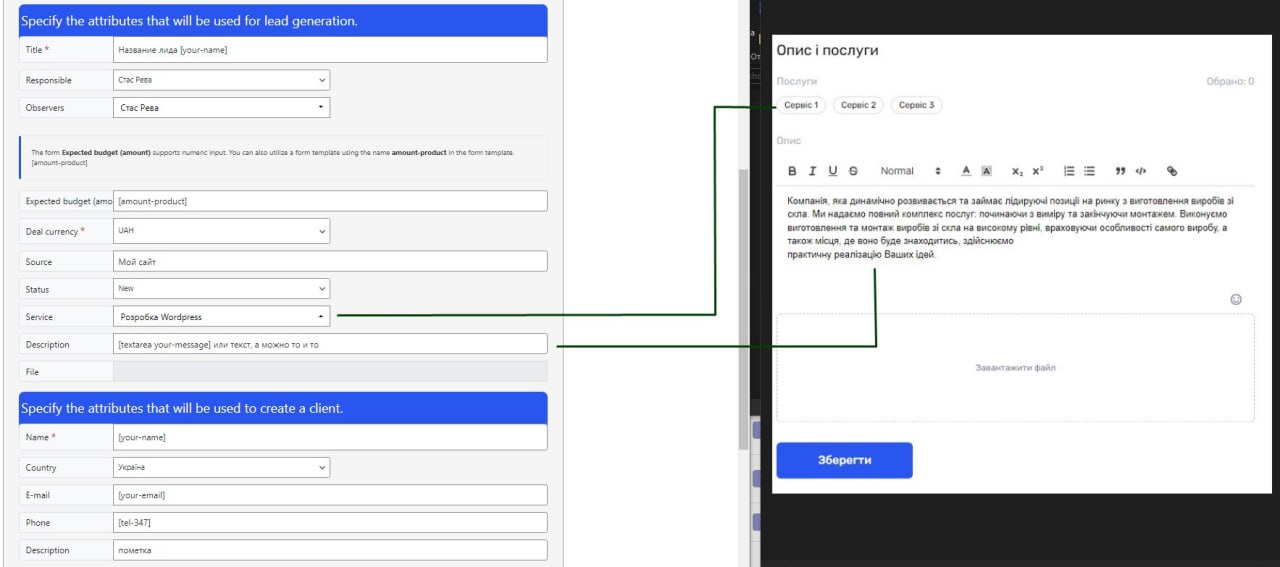 Specify the attributes that will be used for lead generation.
Title *
Название лида [your-name]
Responsible
Стас Рева
Observers
Стас Рева
The form Expected budget (amount) supports numeric input. You can also utilize a form template using the name amount-product in the form template.
[amount-product]
Expected budget (amo
[amount-product]
Deal currency *
UAH
Source
Мой сайт
Status
New
Service
Розробка Wordpress
Description
[textarea your-message] или текст, а можно то и то
File
Specify the attributes that will be used to create a client.
Name *
[your-name]
Country
Україна
E-mail
[your-email]
Phone
[tel-347]
Description
пометка
Опис і послуги
Послуги
Обрано: 0
Сервіс 1
Сервіс 2
Сервіс 3
Опис
Normal
Компанія, яка динамічно розвивається та займає лідируючі позиції на ринку з виготовлення виробів зі
скла. Ми надаємо повний комплекс послуг: починаючи з виміру та закінчуючи монтажем. Виконуємо
виготовлення та монтаж виробів зі скла на високому рівні, враховуючи особливості самого виробу, а
також місця, де воно буде знаходитись, здійснюємо
практичну реалізацію Ваших ідей.
Завантажити файл
Зберегти